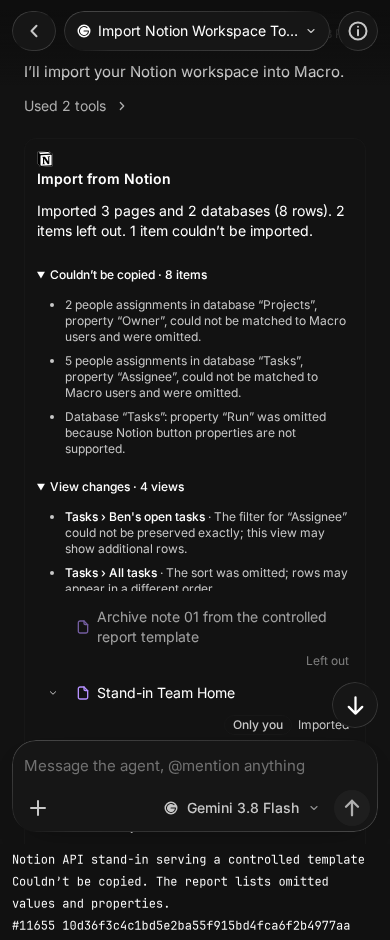 Import Notion Workspace To...
I'll import your Notion workspace into Macro.
Used 2 tools
Import from Notion
Imported 3 pages and 2 databases (8 rows). 2
items left out. 1 item couldn't be imported.
Couldn't be copied · 8 items
• 2 people assignments in database “Projects”,
property “Owner”, could not be matched to Macro
users and were omitted.
• 5 people assignments in database “Tasks”,
property “Assignee”, could not be matched to
Macro users and were omitted.
• Database “Tasks”: property “Run” was omitted
because Notion button properties are not
supported.
View changes · 4 views
• Tasks › Ben's open tasks · The filter for “Assignee”
could not be preserved exactly; this view may
show additional rows.
• Tasks › All tasks · The sort was omitted; rows may
appear in a different order.
Archive note 01 from the controlled
report template
Left out
Stand-in Team Home
Only you Imported
Message the agent, @mention anything
Gemini 3.8 Flash
Notion API stand-in serving a controlled template
Couldn't be copied. The report lists omitted
values and properties.
#11655 10d36f3c4c1bd5e2ba55f915bd4fca6f2b4977aa